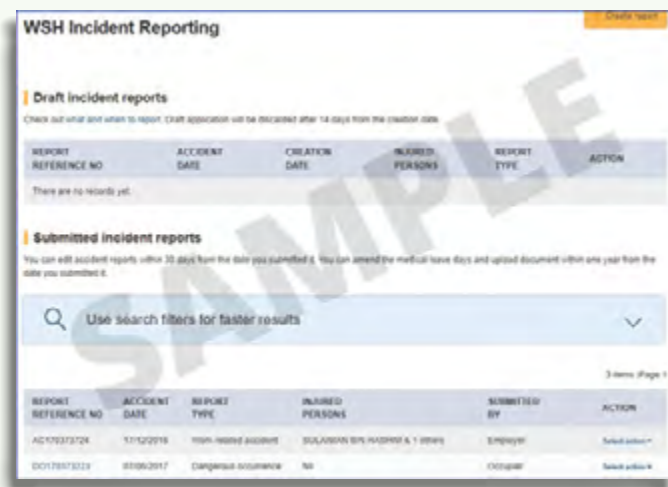 Create report
WSH Incident Reporting
Draft incident reports
Check out what and when to report. Draft application will be discarded after 14 days from the creation date.
REPORT REFERENCE NO ACCIDENT DATE CREATION DATE INJURED PERSONS REPORT TYPE ACTION
There are no records yet.
Submitted incident reports
You can edit accident reports within 30 days from the date you submitted it. You can amend the medical leave days and upload document within one year from the
date you submitted it.
Use search filters for faster results
3 items (Page 1
REPORT REFERENCE NO ACCIDENT DATE REPORT TYPE INJURED PERSONS SUBMITTED BY ACTION
17/12/2016 Work-related accident & 1 others Employer Select action
Dangerous occurrence Nil Occupier Select action
SAMPLE